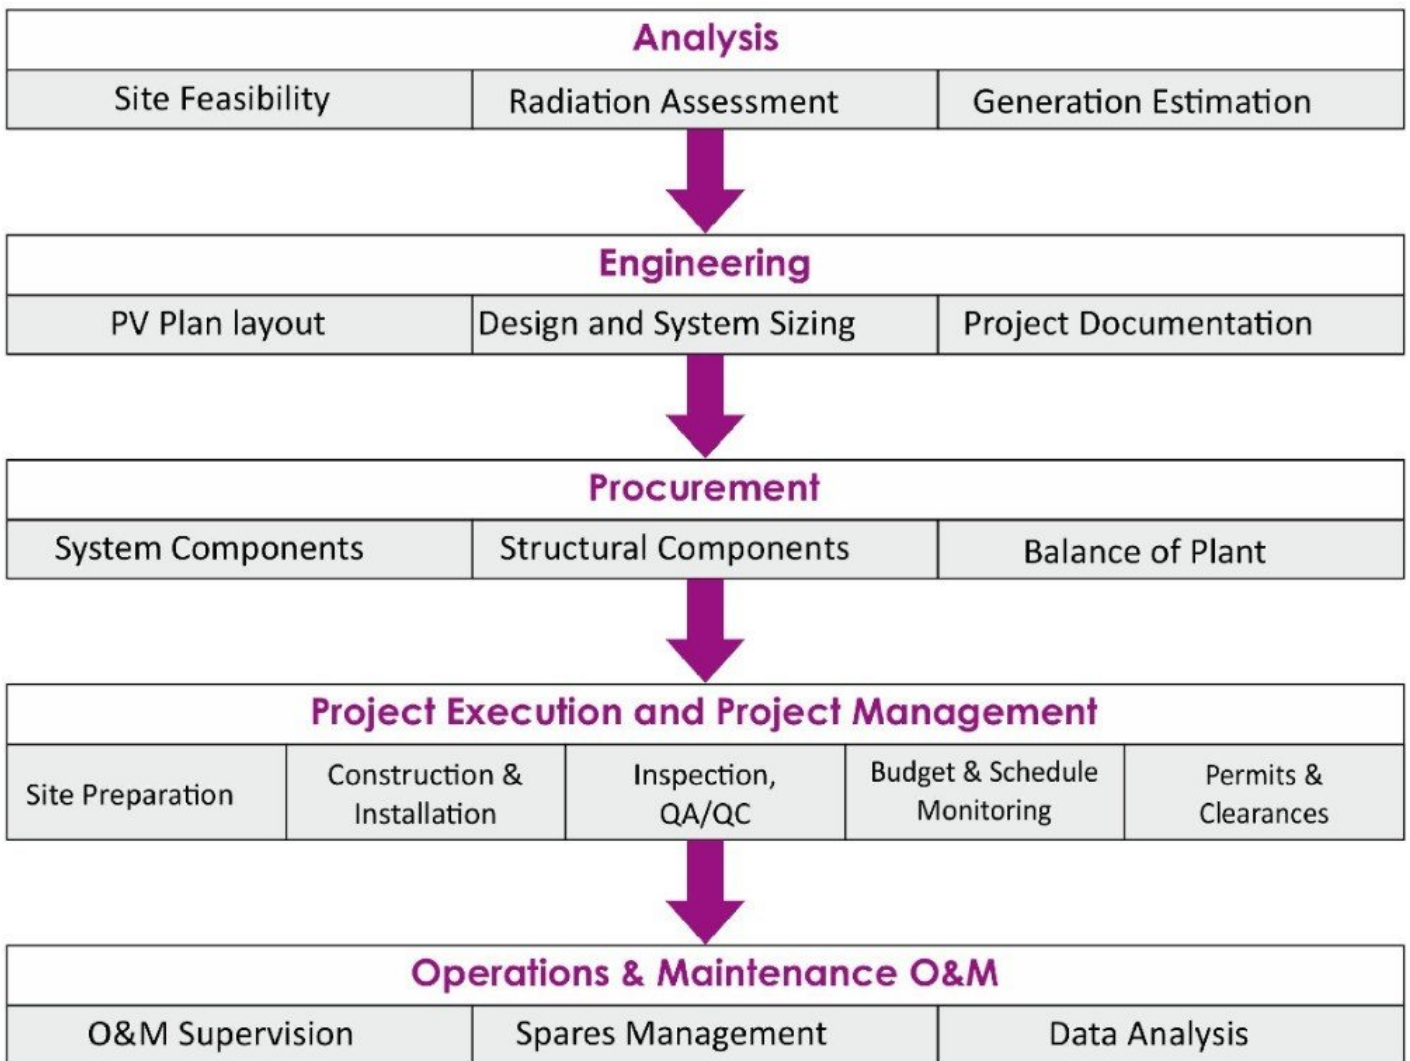 Analysis
Site Feasibility
Radiation Assessment
Generation Estimation
Engineering
PV Plan layout
Design and System Sizing
Project Documentation
Procurement
System Components
Structural Components
Balance of Plant
Project Execution and Project Management
Site Preparation
Construction &
Installation
Inspection,
QA/QC
Budget & Schedule
Monitoring
Permits &
Clearances
Operations & Maintenance O&M
O&M Supervision
Spares Management
Data Analysis